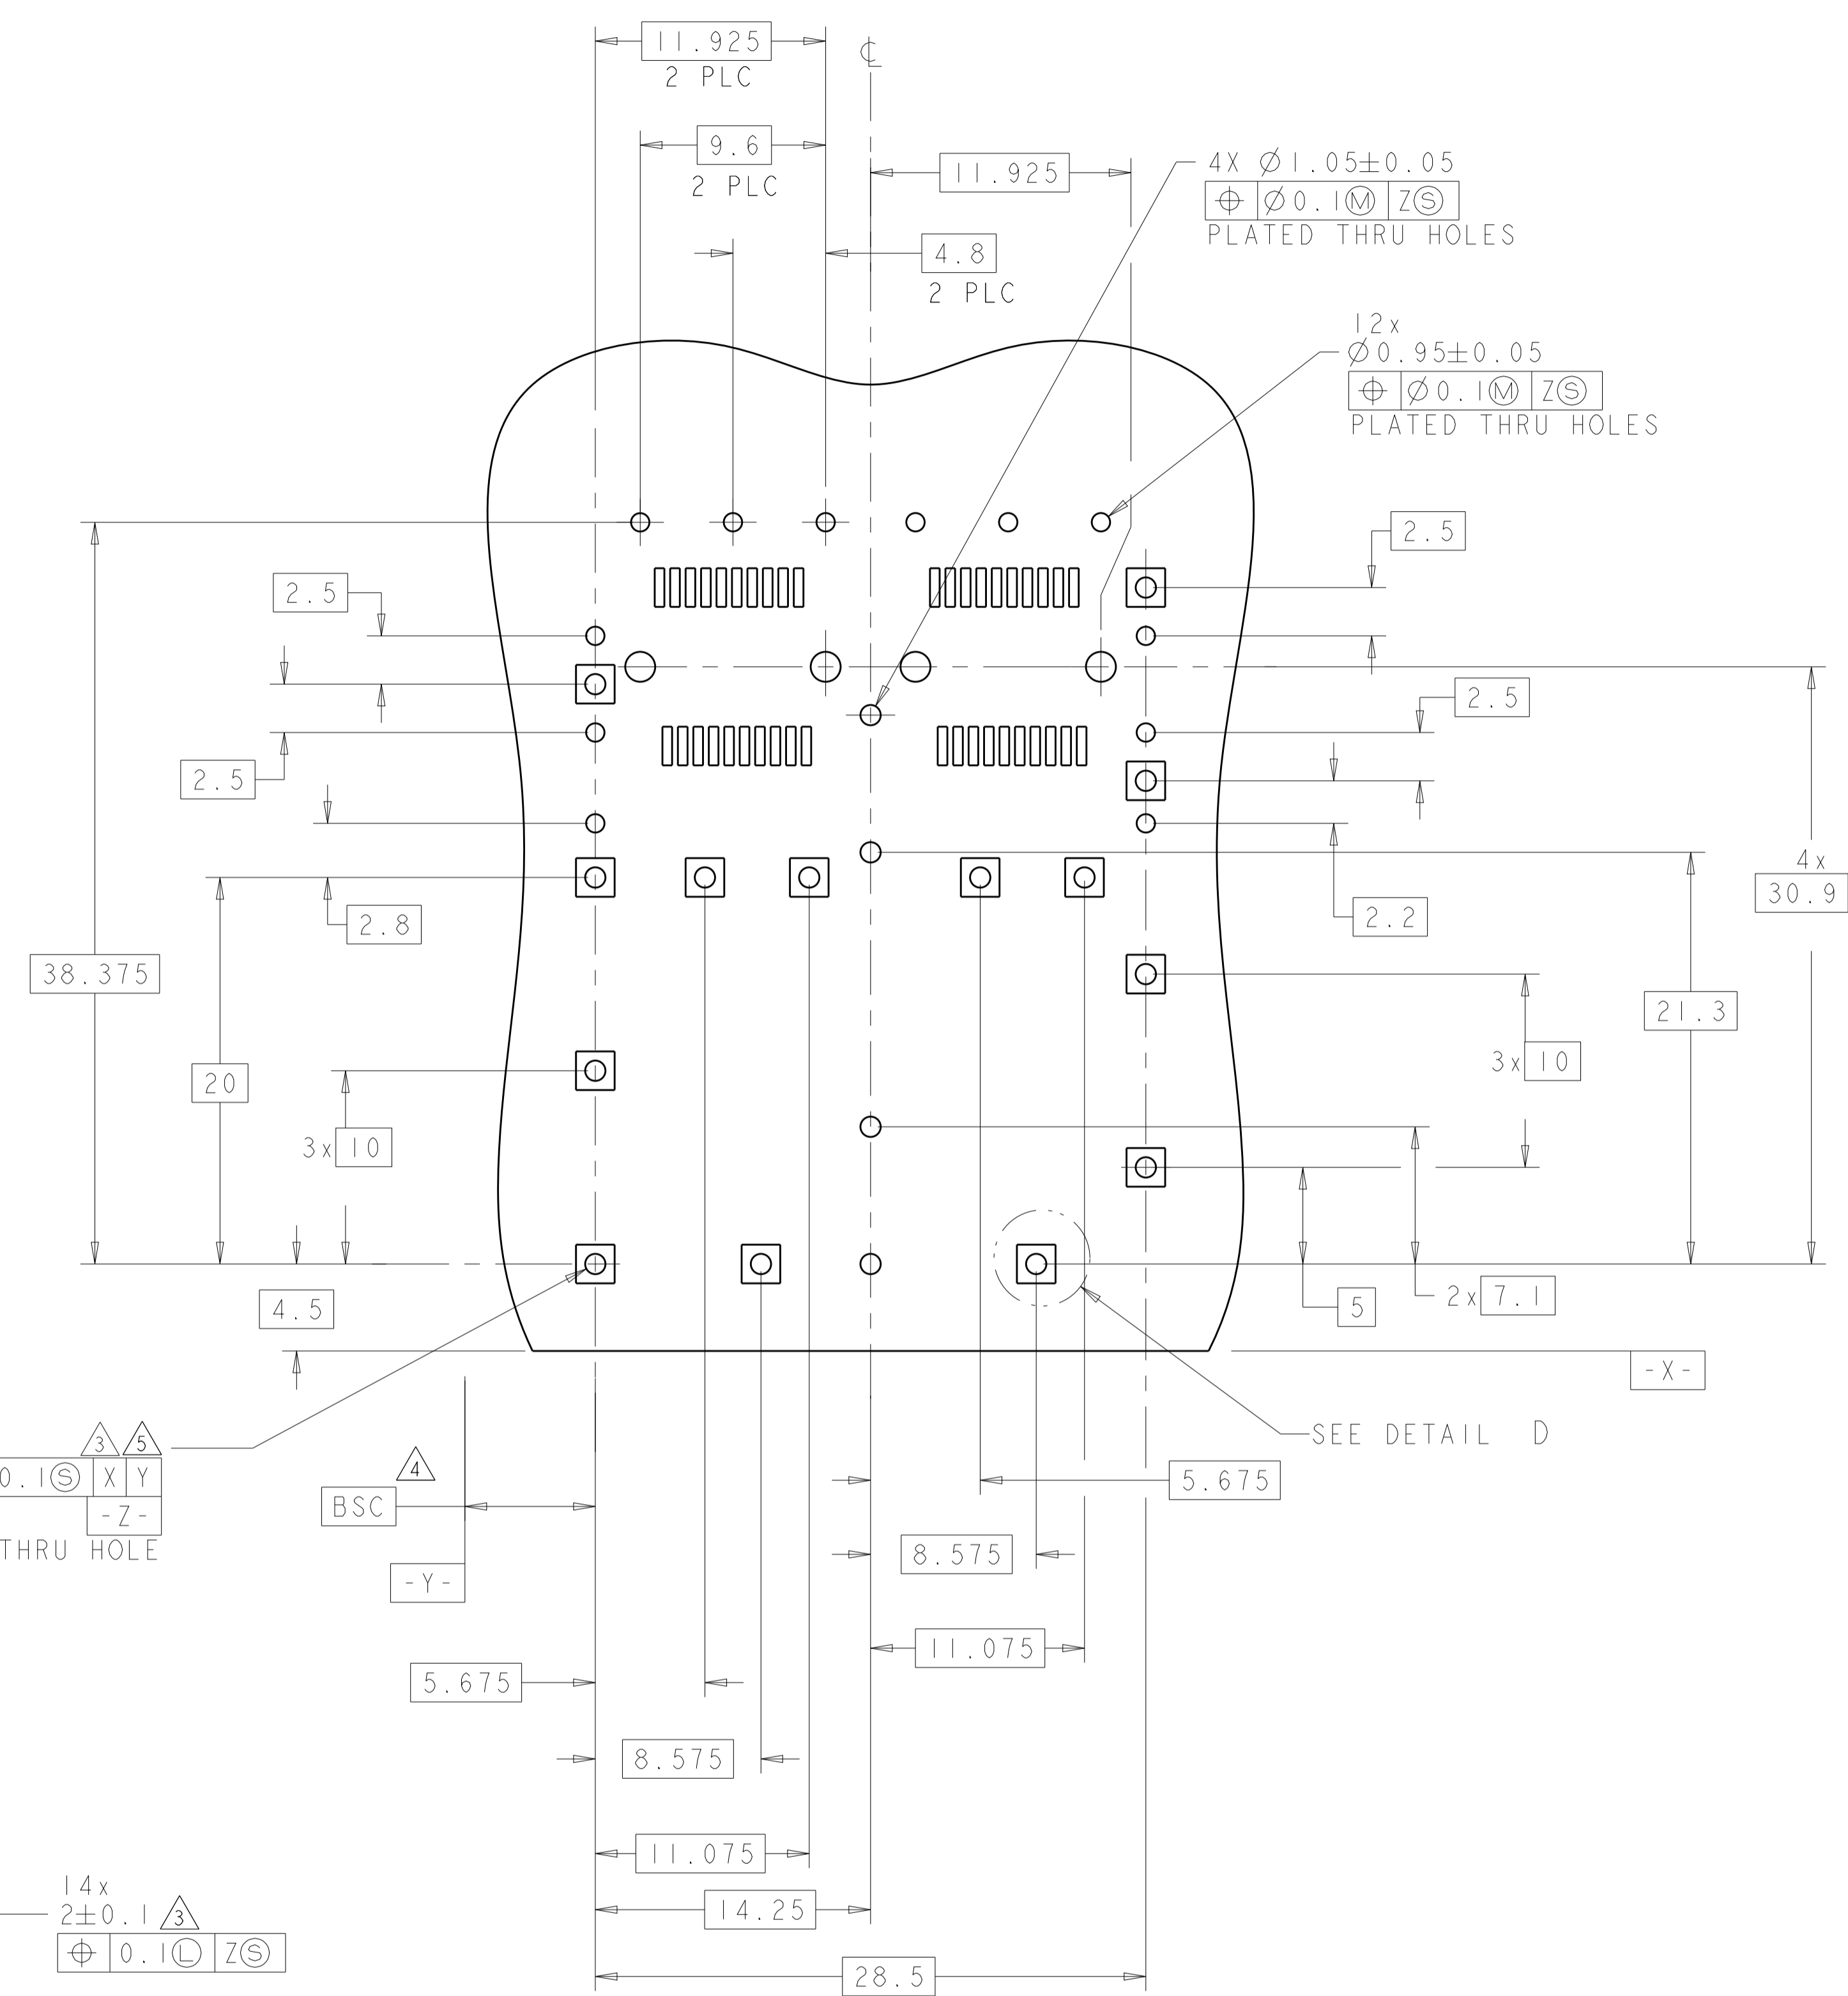 11.925
2 PLC
℄
9.6
2 PLC
11.925
4X Ø1.05±0.05
⌖ Ø0.1Ⓜ ZⓈ
PLATED THRU HOLES
4.8
2 PLC
12x
Ø0.95±0.05
⌖ Ø0.1Ⓜ ZⓈ
PLATED THRU HOLES
2.5
2.5
2.5
2.5
4x
30.9
2.8
2.2
38.375
21.3
20
3x 10
3x 10
4.5
5
2x 7.1
-X-
3 5
SEE DETAIL D
4
0.1Ⓢ X Y
5.675
-Z-
BSC
THRU HOLE
8.575
-Y-
11.075
5.675
8.575
11.075
14x
2±0.1 3
14.25
⌖ 0.1Ⓛ ZⓈ
28.5